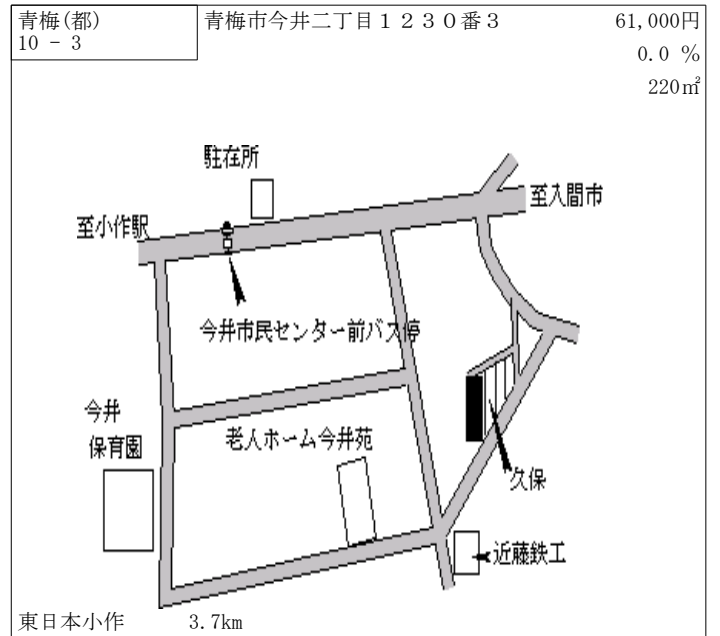 青梅(都)
10 - 3
青梅市今井二丁目１２３０番３
61,000円
0.0 %
220㎡
駐在所
至小作駅
至入間市
今井市民センター前バス停
今井
保育園
老人ホーム今井苑
久保
近藤鉄工
東日本小作 3.7km